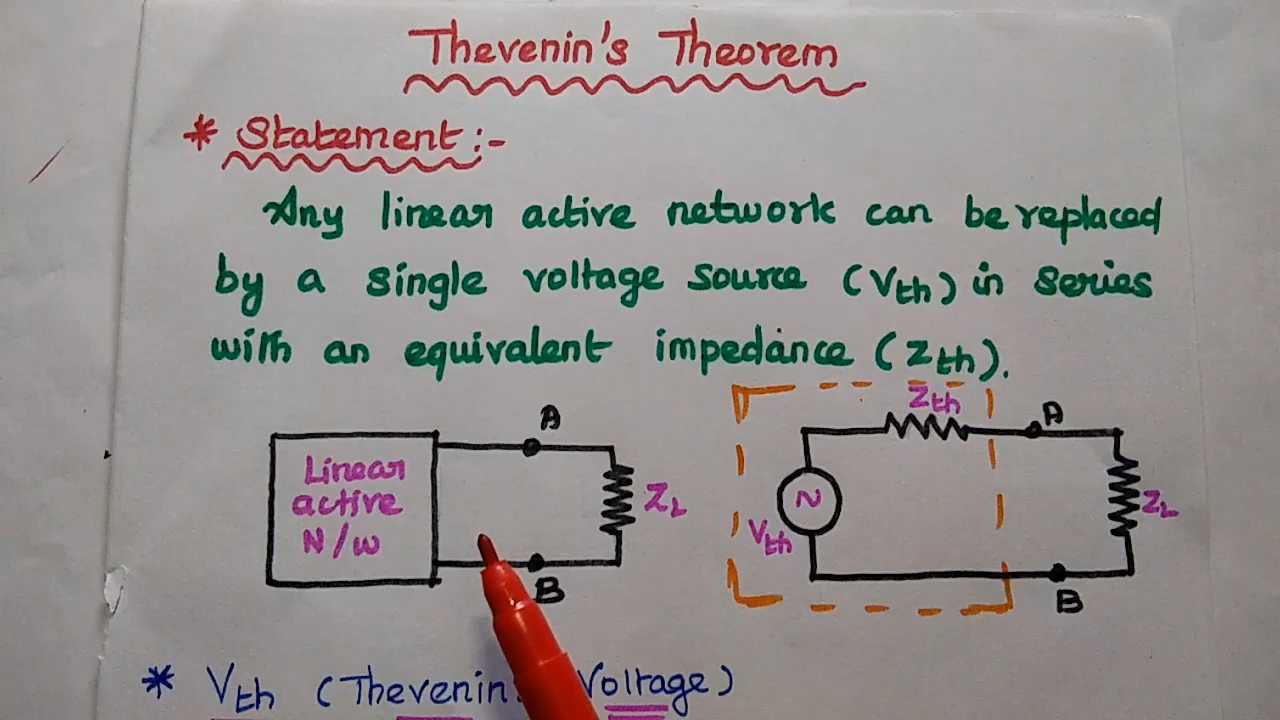 Thevenin's Theorem
* Statement :-
Any linear active network can be replaced
by a single voltage source (Vth) in series
with an equivalent impedance (Zth).
Linear
active
N/w
A
B
ZL
Zth
Vth
N
A
B
ZL
* Vth (Thevenin Voltage)